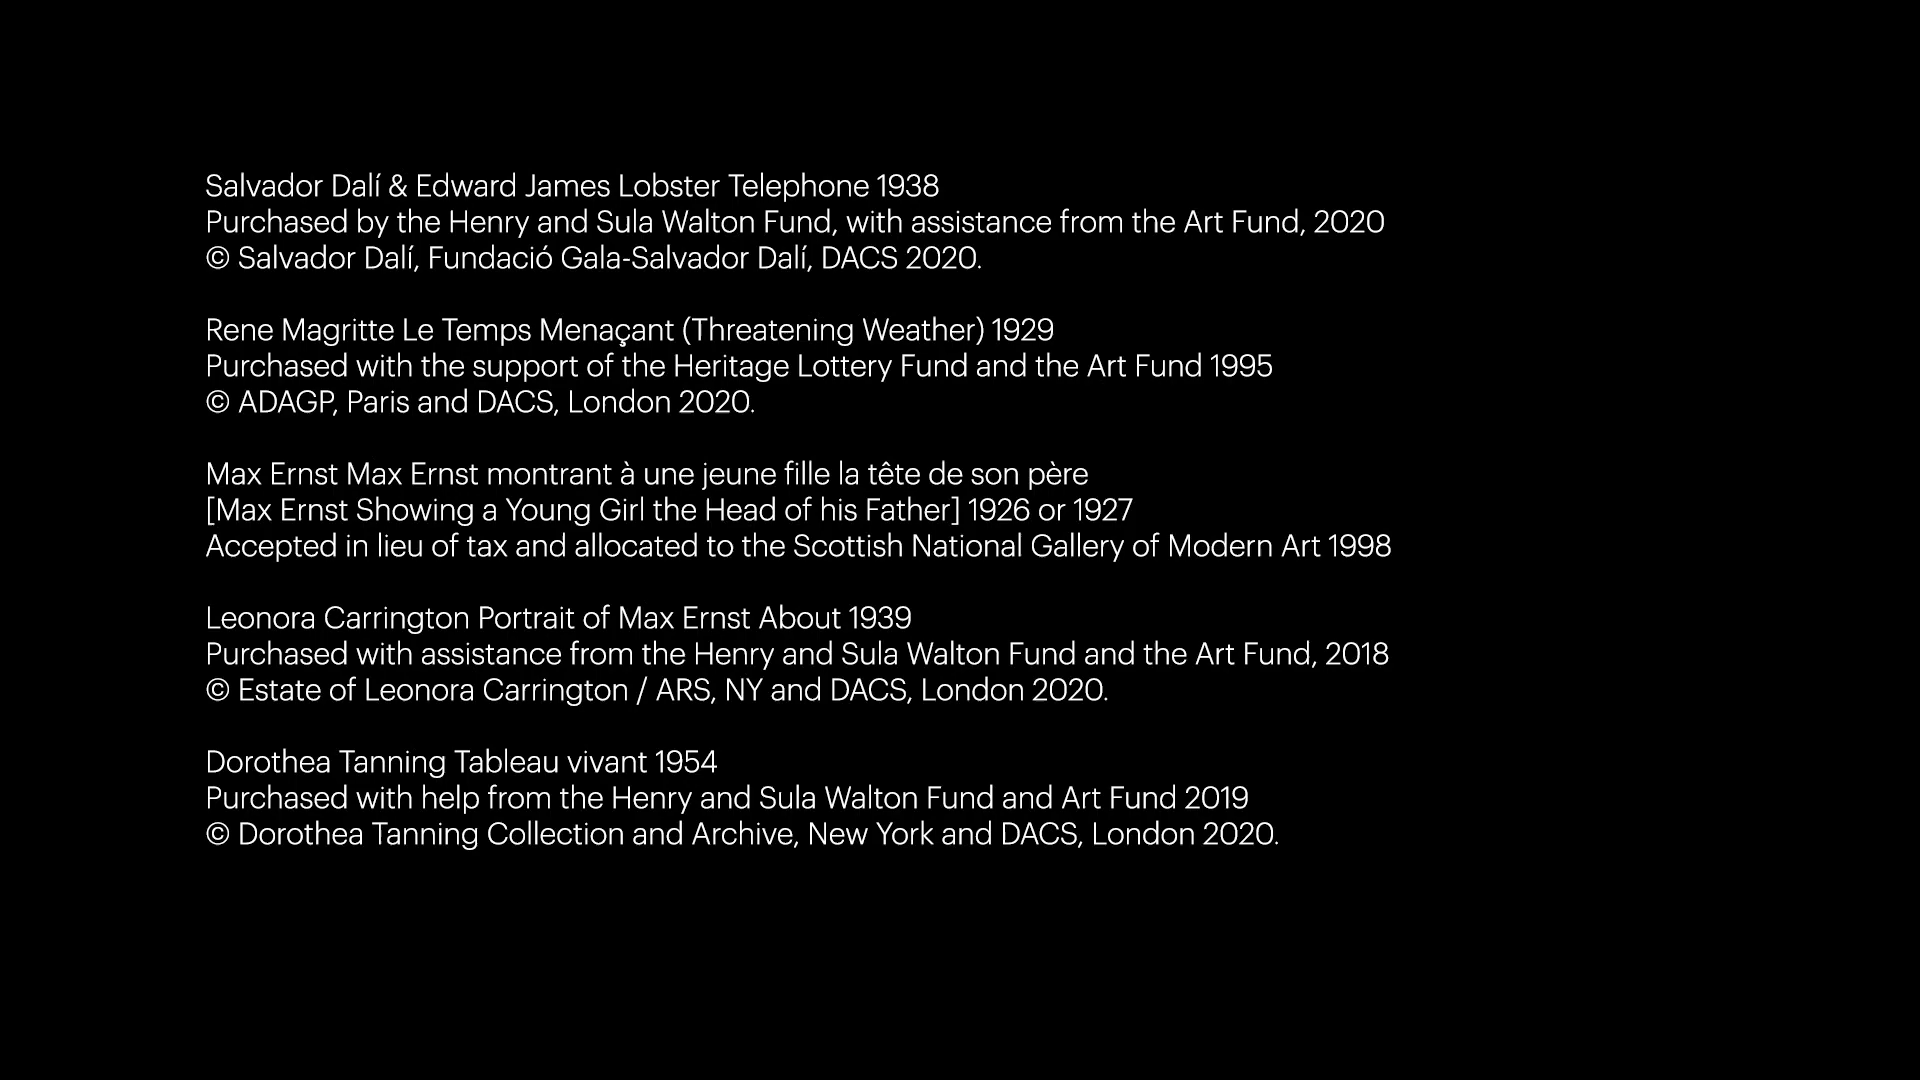 Salvador Dalí & Edward James Lobster Telephone 1938
Purchased by the Henry and Sula Walton Fund, with assistance from the Art Fund, 2020
© Salvador Dalí, Fundació Gala-Salvador Dalí, DACS 2020.
Rene Magritte Le Temps Menaçant (Threatening Weather) 1929
Purchased with the support of the Heritage Lottery Fund and the Art Fund 1995
© ADAGP, Paris and DACS, London 2020.
Max Ernst Max Ernst montrant à une jeune fille la tête de son père
[Max Ernst Showing a Young Girl the Head of his Father] 1926 or 1927
Accepted in lieu of tax and allocated to the Scottish National Gallery of Modern Art 1998
Leonora Carrington Portrait of Max Ernst About 1939
Purchased with assistance from the Henry and Sula Walton Fund and the Art Fund, 2018
© Estate of Leonora Carrington / ARS, NY and DACS, London 2020.
Dorothea Tanning Tableau vivant 1954
Purchased with help from the Henry and Sula Walton Fund and Art Fund 2019
© Dorothea Tanning Collection and Archive, New York and DACS, London 2020.